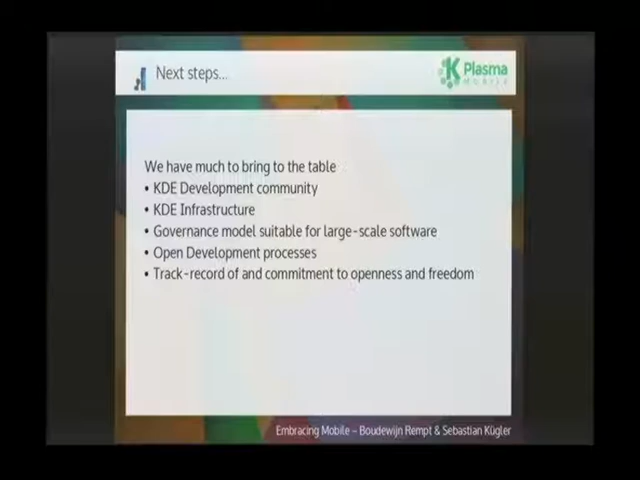 Next steps...
Plasma
MOBILE
We have much to bring to the table
• KDE Development community
• KDE Infrastructure
• Governance model suitable for large-scale software
• Open Development processes
• Track-record of and commitment to openness and freedom
Embracing Mobile – Boudewijn Rempt & Sebastian Kügler